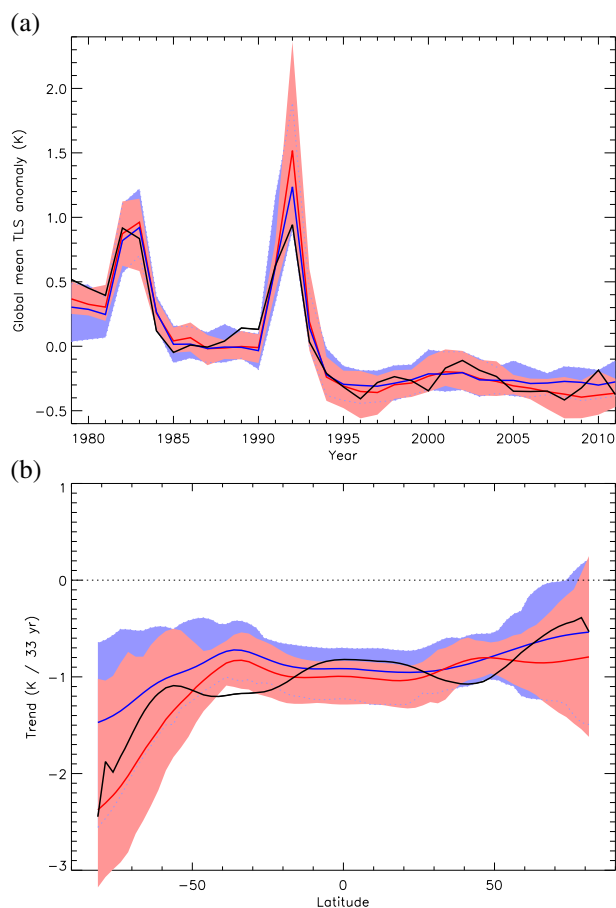 (a)
Global mean TLS anomaly (K)
2.0
1.5
1.0
0.5
0.0
−0.5
1980 1985 1990 1995 2000 2005 2010
Year
(b)
Trend (K / 33 yr)
1
0
−1
−2
−3
−50 0 50
Latitude